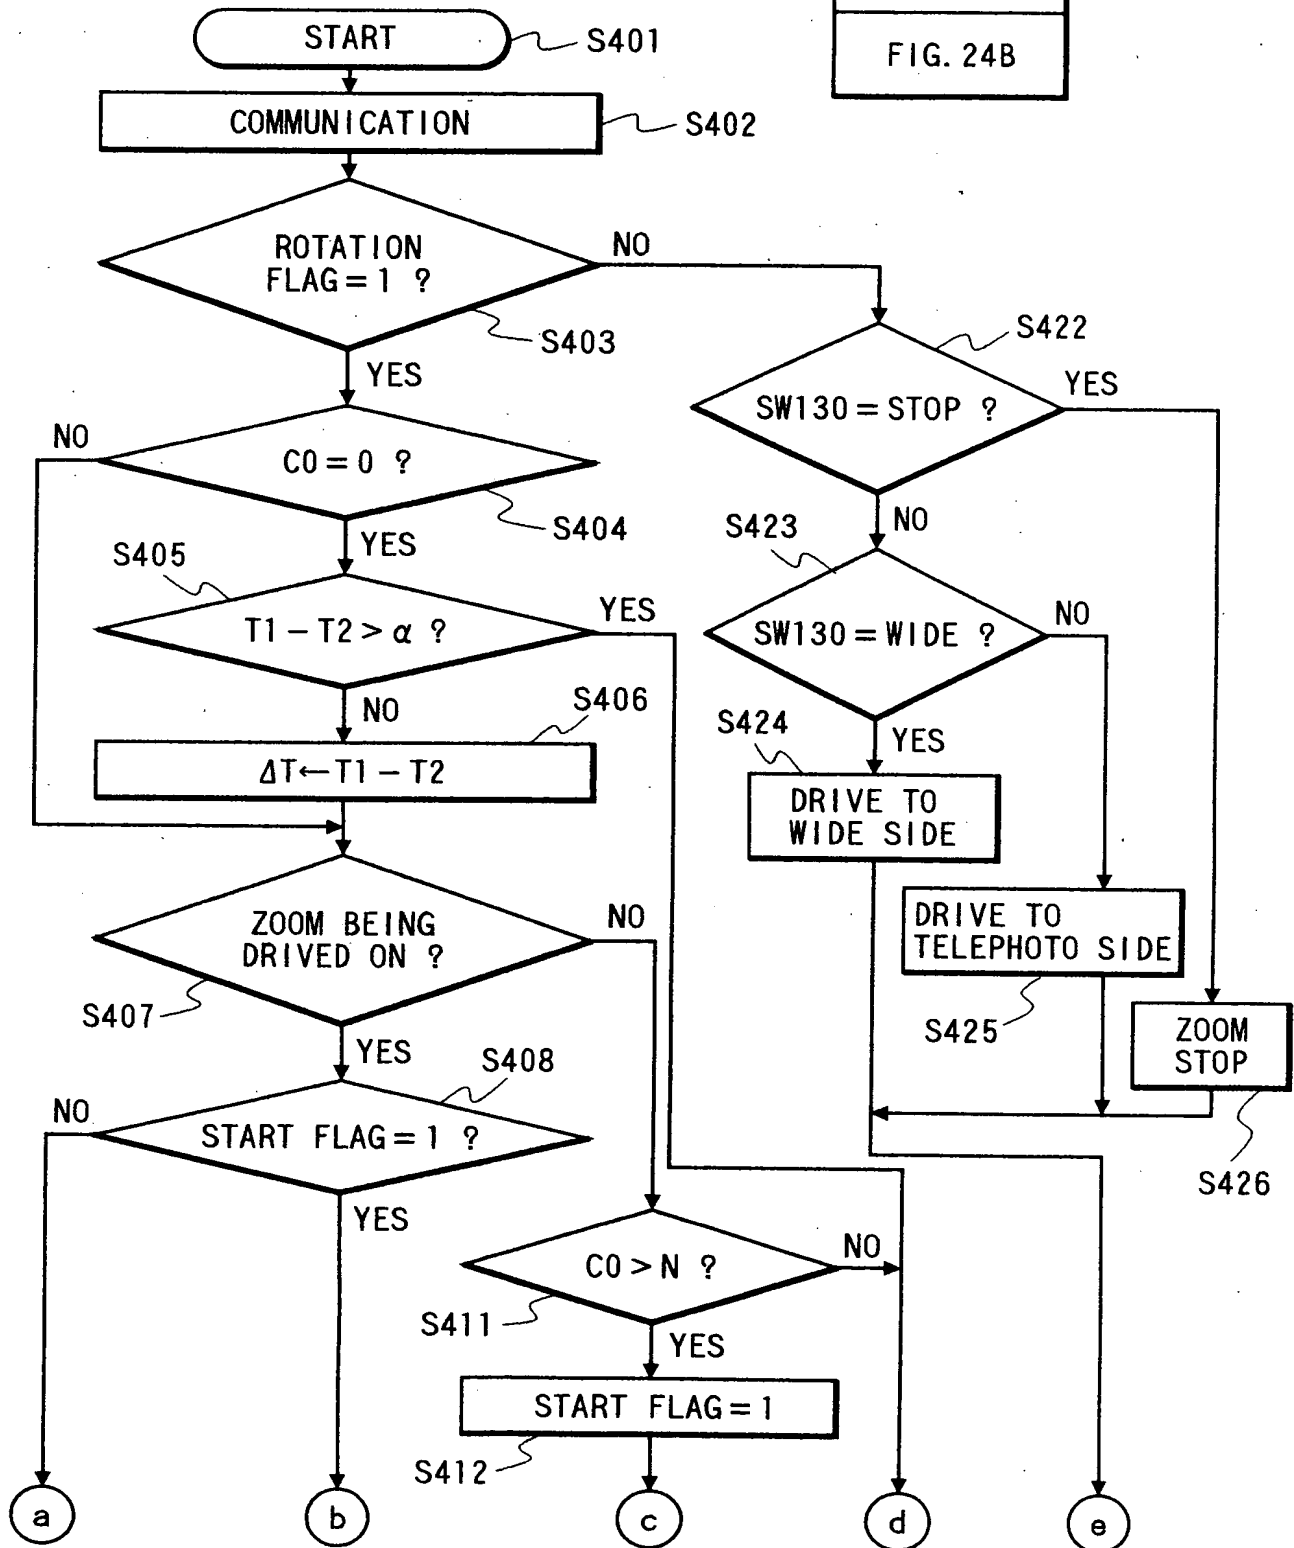 START
S401
FIG. 24B
COMMUNICATION
S402
ROTATION
FLAG=1 ?
NO
S403
YES
S422
SW130=STOP ?
YES
NO
C0=0 ?
S404
YES
NO
S423
S405
T1-T2>α ?
YES
NO
SW130=WIDE ?
NO
S406
ΔT←T1-T2
S424
YES
DRIVE TO
WIDE SIDE
ZOOM BEING
DRIVED ON ?
NO
S407
YES
DRIVE TO
TELEPHOTO SIDE
S425
ZOOM
STOP
S426
S408
NO
START FLAG=1 ?
YES
C0>N ?
NO
S411
YES
START FLAG=1
S412
a
b
c
d
e